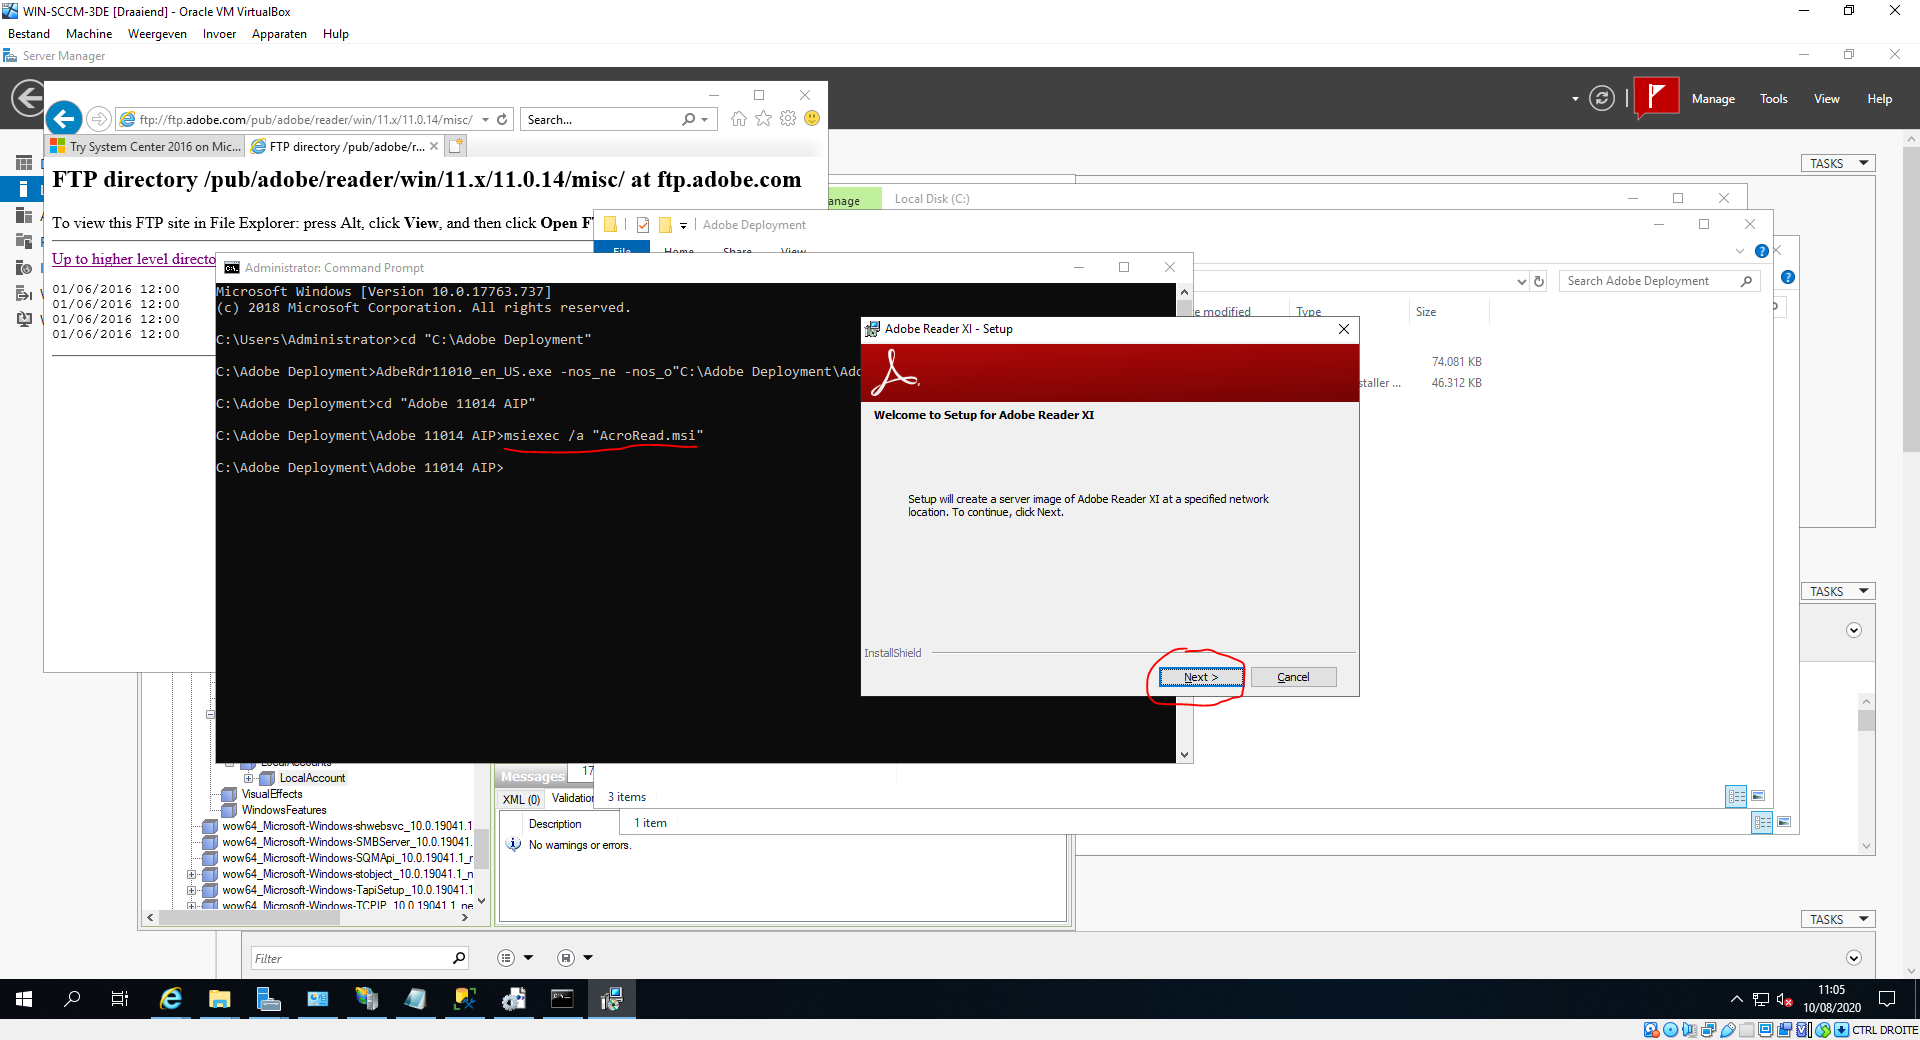 WIN-SCCM-3DE [Draaiend] - Oracle VM VirtualBox
Bestand Machine Weergeven Invoer Apparaten Hulp
Server Manager
Manage Tools View Help
ftp://ftp.adobe.com/pub/adobe/reader/win/11.x/11.0.14/misc/
Search...
Try System Center 2016 on Mic...
FTP directory /pub/adobe/r...
FTP directory /pub/adobe/reader/win/11.x/11.0.14/misc/ at ftp.adobe.com
To view this FTP site in File Explorer: press Alt, click View, and then click Open F
Up to higher level directo
01/06/2016 12:00
01/06/2016 12:00
01/06/2016 12:00
01/06/2016 12:00
TASKS
anage
Local Disk (C:)
Adobe Deployment
File Home Share View
Search Adobe Deployment
e modified Type Size
74.081 KB
staller ... 46.312 KB
Administrator: Command Prompt
Microsoft Windows [Version 10.0.17763.737]
(c) 2018 Microsoft Corporation. All rights reserved.
C:\Users\Administrator>cd "C:\Adobe Deployment"
C:\Adobe Deployment>AdbeRdr11010_en_US.exe -nos_ne -nos_o"C:\Adobe Deployment\Ado
C:\Adobe Deployment>cd "Adobe 11014 AIP"
C:\Adobe Deployment\Adobe 11014 AIP>msiexec /a "AcroRead.msi"
C:\Adobe Deployment\Adobe 11014 AIP>
Adobe Reader XI - Setup
Welcome to Setup for Adobe Reader XI
Setup will create a server image of Adobe Reader XI at a specified network
location. To continue, click Next.
InstallShield
Next >
Cancel
TASKS
LocalAccounts
LocalAccount
VisualEffects
WindowsFeatures
wow64_Microsoft-Windows-shwebsvc_10.0.19041.1
wow64_Microsoft-Windows-SMBServer_10.0.19041.
wow64_Microsoft-Windows-SQMApi_10.0.19041.1_r
wow64_Microsoft-Windows-stobject_10.0.19041.1_n
wow64_Microsoft-Windows-TapiSetup_10.0.19041.1
wow64_Microsoft-Windows-TCPIP_10.0.19041.1_ne
Messages 17
XML (0) Validation
Description
No warnings or errors.
3 items
1 item
TASKS
Filter
11:05
10/08/2020
CTRL DROITE